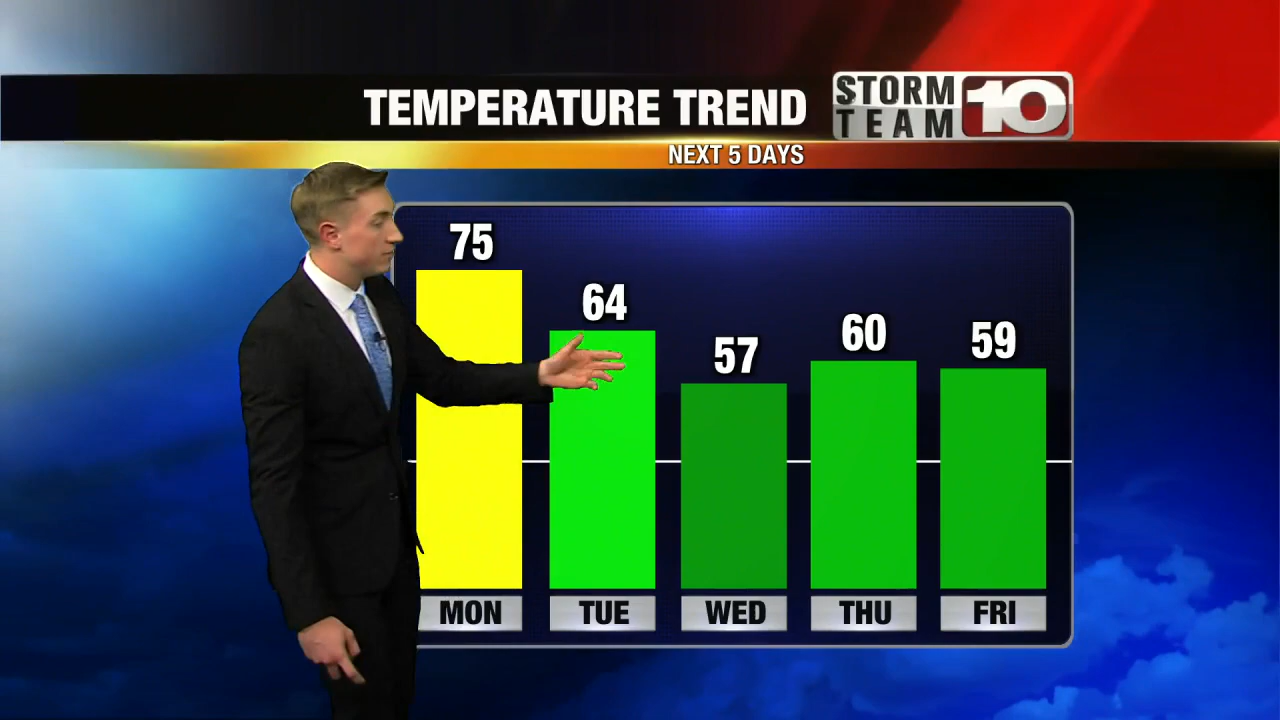 TEMPERATURE TREND
STORM TEAM 10
NEXT 5 DAYS
75
64
57
60
59
MON
TUE
WED
THU
FRI